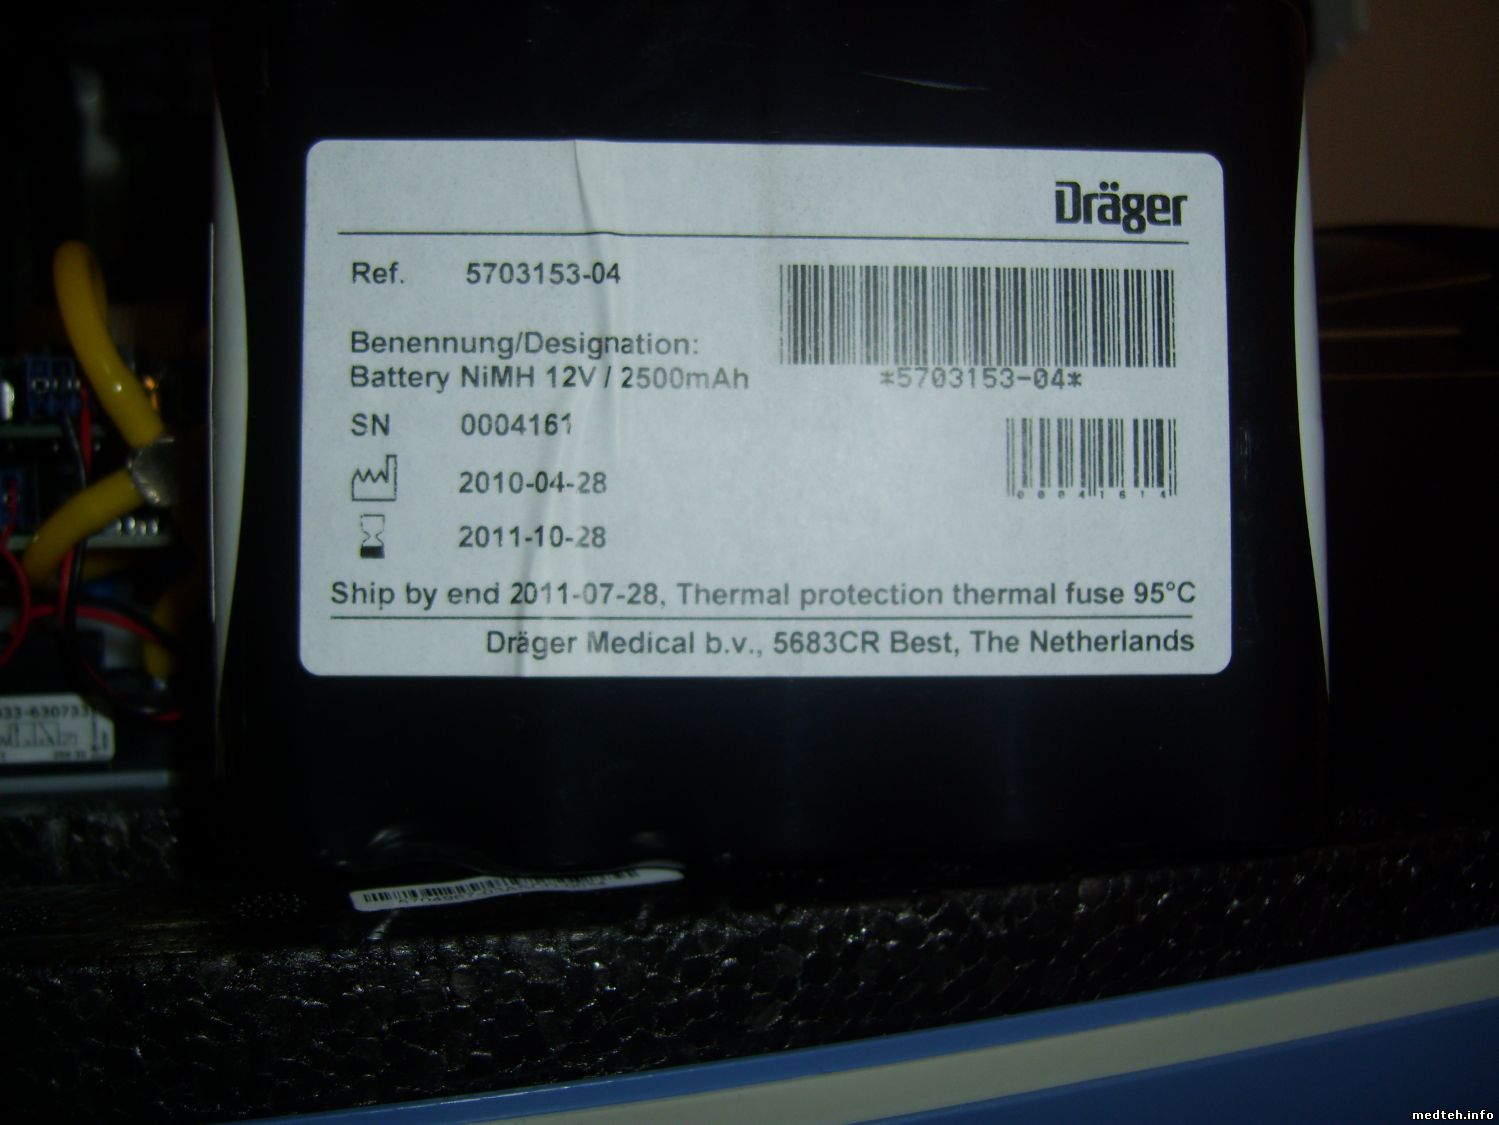 Dräger
Ref. 5703153-04
*5703153-04*
Benennung/Designation:
Battery NiMH 12V / 2500mAh
SN 0004161
2010-04-28
2011-10-28
Ship by end 2011-07-28, Thermal protection thermal fuse 95°C
Dräger Medical b.v., 5683CR Best, The Netherlands
33-630733
medteh.info